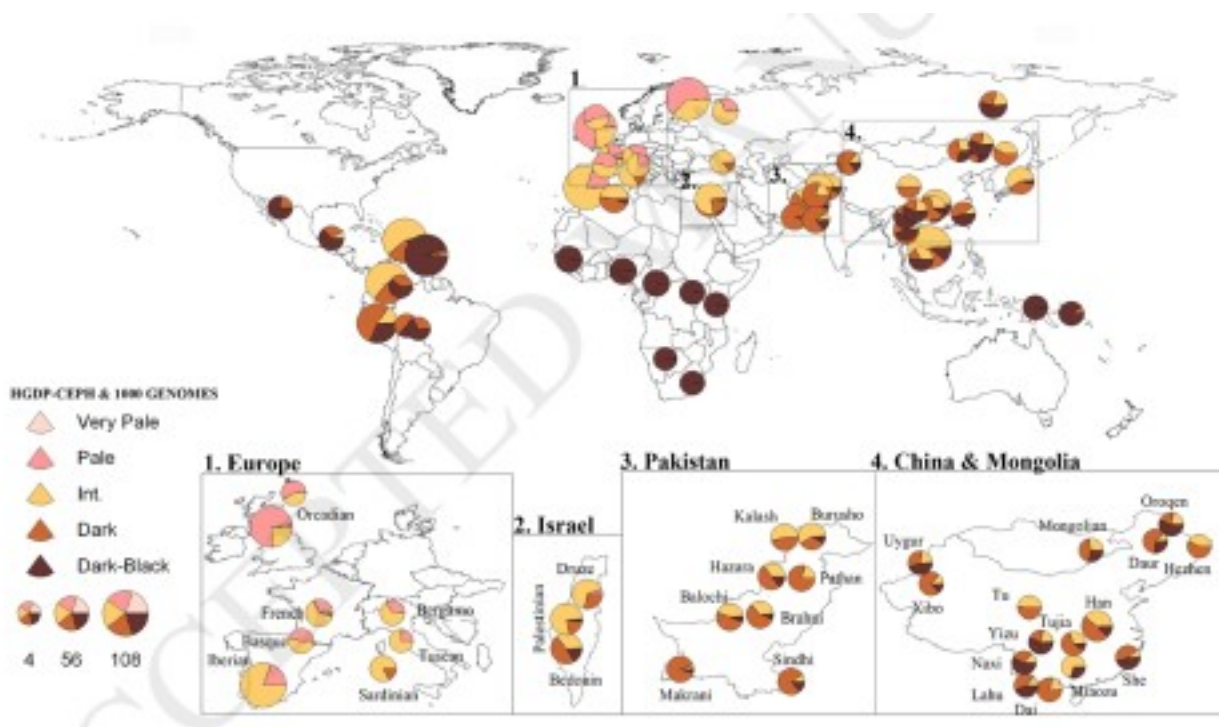 1
2.
3.
4.
HGDP-CEPH & 1000 GENOMES
Very Pale
Pale
Int.
Dark
Dark-Black
4 56 108
1. Europe
Orcadian
French
Bergamo
Basque
Iberian
Tuscan
Sardinian
2. Israel
Druze
Palestinian
Bedouin
3. Pakistan
Kalash
Burusho
Hazara
Pathan
Balochi
Brahui
Makrani
Sindhi
4. China & Mongolia
Oroqen
Mongolian
Uygur
Daur
Hezhen
Xibo
Tu
Han
Tujia
Yizu
Naxi
Lahu
Dai
Miaozu
She